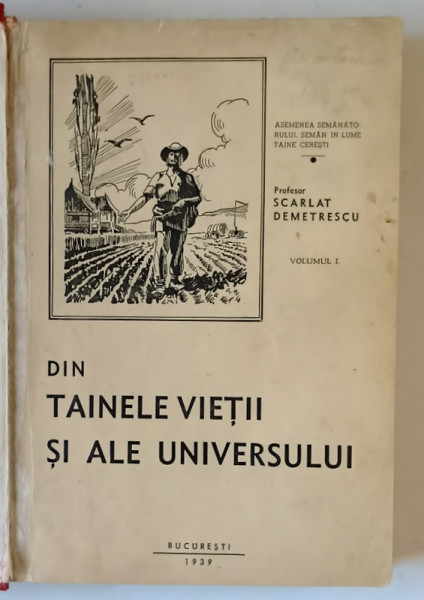 ASEMENEA SEMĂNĂTO-
RULUI, SEMĂN IN LUME
TAINE CEREȘTI
Profesor
SCARLAT
DEMETRESCU
VOLUMUL I.
DIN
TAINELE VIEȚII
ȘI ALE UNIVERSULUI
BUCUREȘTI
1939